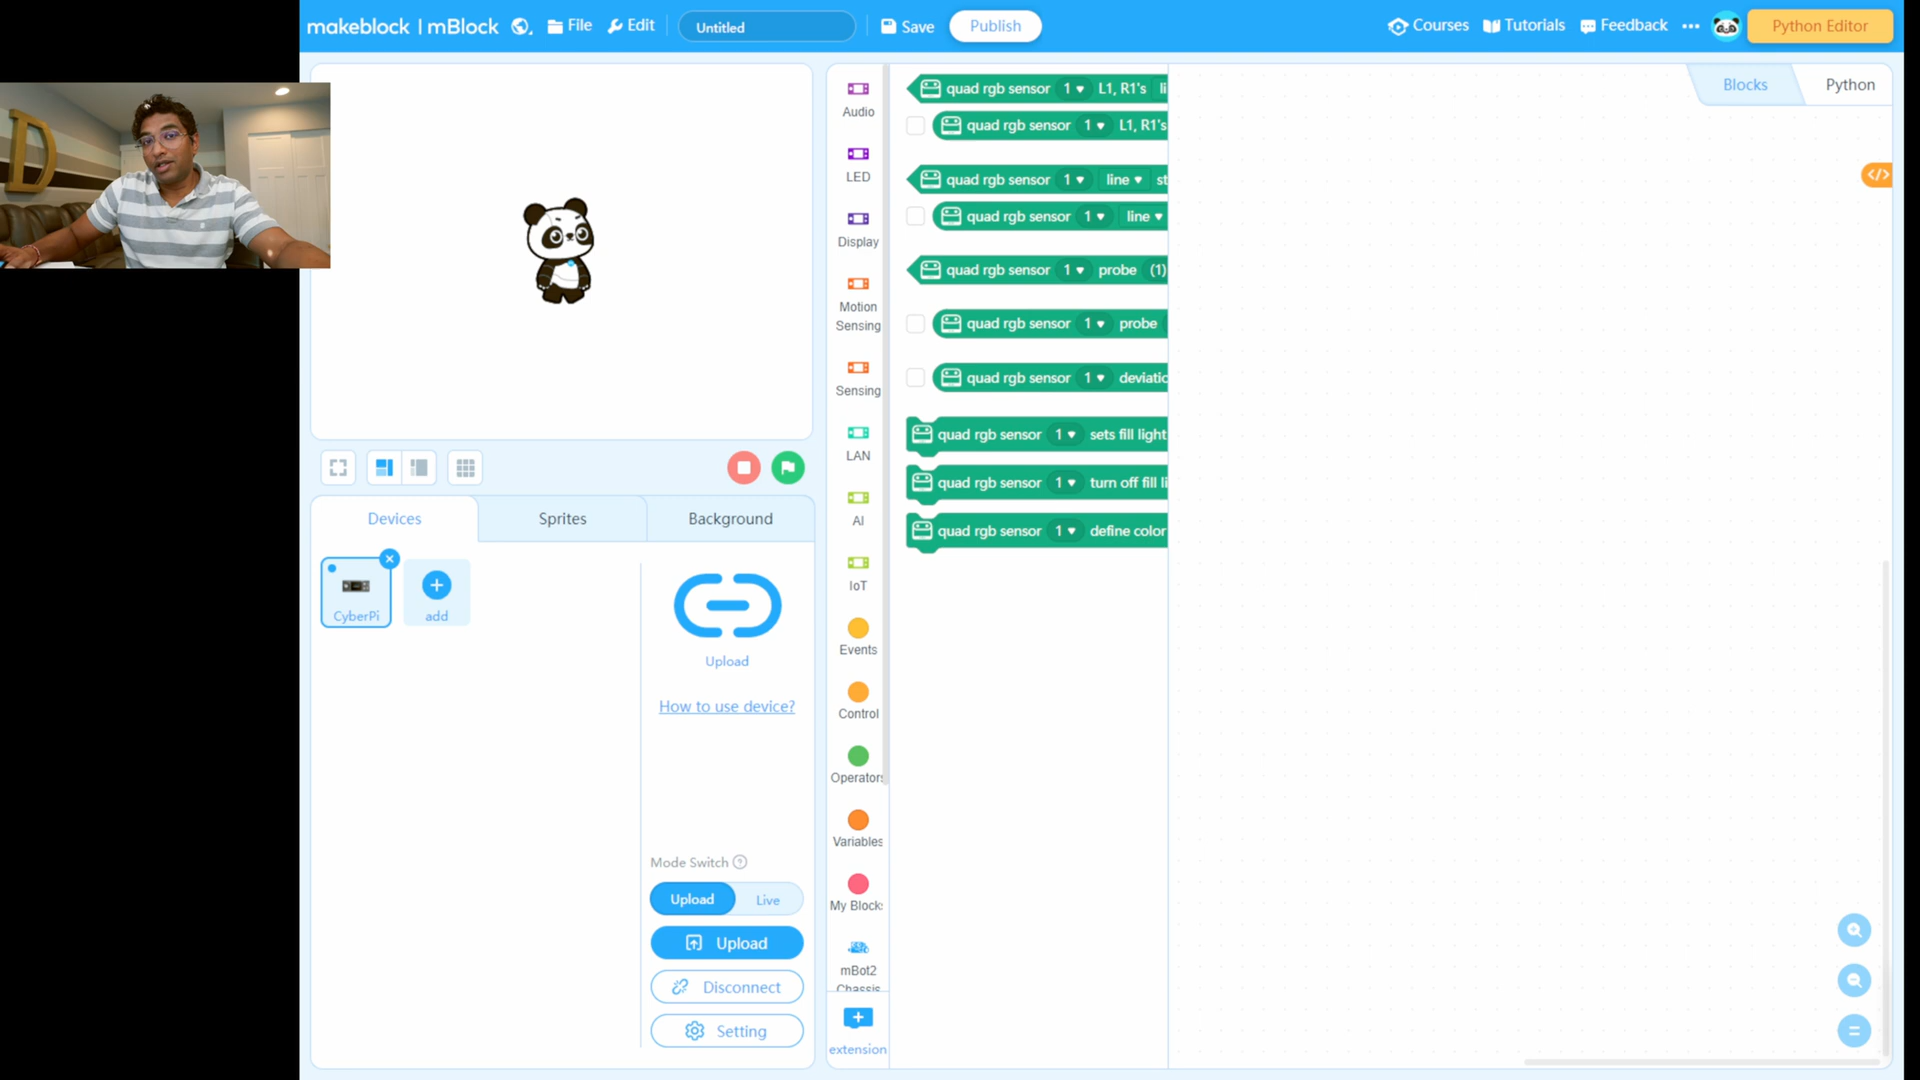 makeblock | mBlock File Edit Untitled Save Publish Courses Tutorials Feedback Python Editor
Blocks Python
D
Audio
LED
Display
Motion
Sensing
Sensing
LAN
AI
IoT
Events
Control
Operators
Variables
My Blocks
mBot2
Chassis
extension
quad rgb sensor 1 L1, R1's li
quad rgb sensor 1 L1, R1's
quad rgb sensor 1 line st
quad rgb sensor 1 line
quad rgb sensor 1 probe (1)
quad rgb sensor 1 probe
quad rgb sensor 1 deviatio
quad rgb sensor 1 sets fill light
quad rgb sensor 1 turn off fill li
quad rgb sensor 1 define color
Devices Sprites Background
CyberPi add
Upload
How to use device?
Mode Switch ?
Upload Live
Upload
Disconnect
Setting